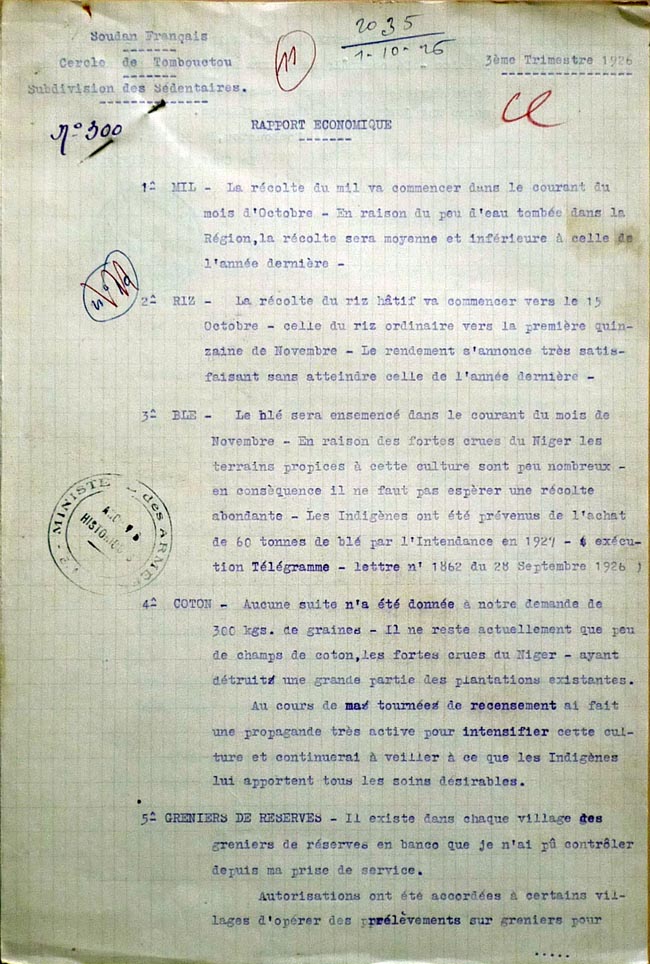 Soudan Français
Cercle de Tombouctou
Subdivision des Sédentaires.
N° 300
11
2035
1-10-26
3ème Trimestre 1926
RAPPORT ECONOMIQUE
1° MIL - La récolte du mil va commencer dans le courant du
mois d'Octobre - En raison du peu d'eau tombée dans la
Région, la récolte sera moyenne et inférieure à celle de
l'année dernière -
2° RIZ - La récolte du riz hâtif va commencer vers le 15
Octobre - celle du riz ordinaire vers la première quin-
zaine de Novembre - Le rendement s'annonce très satis-
faisant sans atteindre celle de l'année dernière -
3° BLE - Le blé sera ensemencé dans le courant du mois de
Novembre - En raison des fortes crues du Niger les
terrains propices à cette culture sont peu nombreux -
en consèquence il ne faut pas espèrer une récolte
abondante - Les Indigènes ont été prévenus de l'achat
de 60 tonnes de blé par l'Intendance en 1927 - ( exécu-
tion Télégramme - lettre n° 1862 du 28 Septembre 1926 )
MINISTE des ARMEE
HISTORIQUES
4° COTON - Aucune suite n'a été donnée à notre demande de
300 kgs. de graines - Il ne reste actuellement que peu
de champs de coton, les fortes crues du Niger - ayant
détruit une grande partie des plantations existantes.
Au cours de mes tournées de recensement ai fait
une propagande très active pour intensifier cette cul-
ture et continuerai à veiller à ce que les Indigènes
lui apportent tous les soins désirables.
5° GRENIERS DE RESERVES - Il existe dans chaque village des
greniers de réserves en banco que je n'ai pû contrôler
depuis ma prise de service.
Autorisations ont été accordées à certains vil-
lages d'opérer des prélèvements sur greniers pour
.....